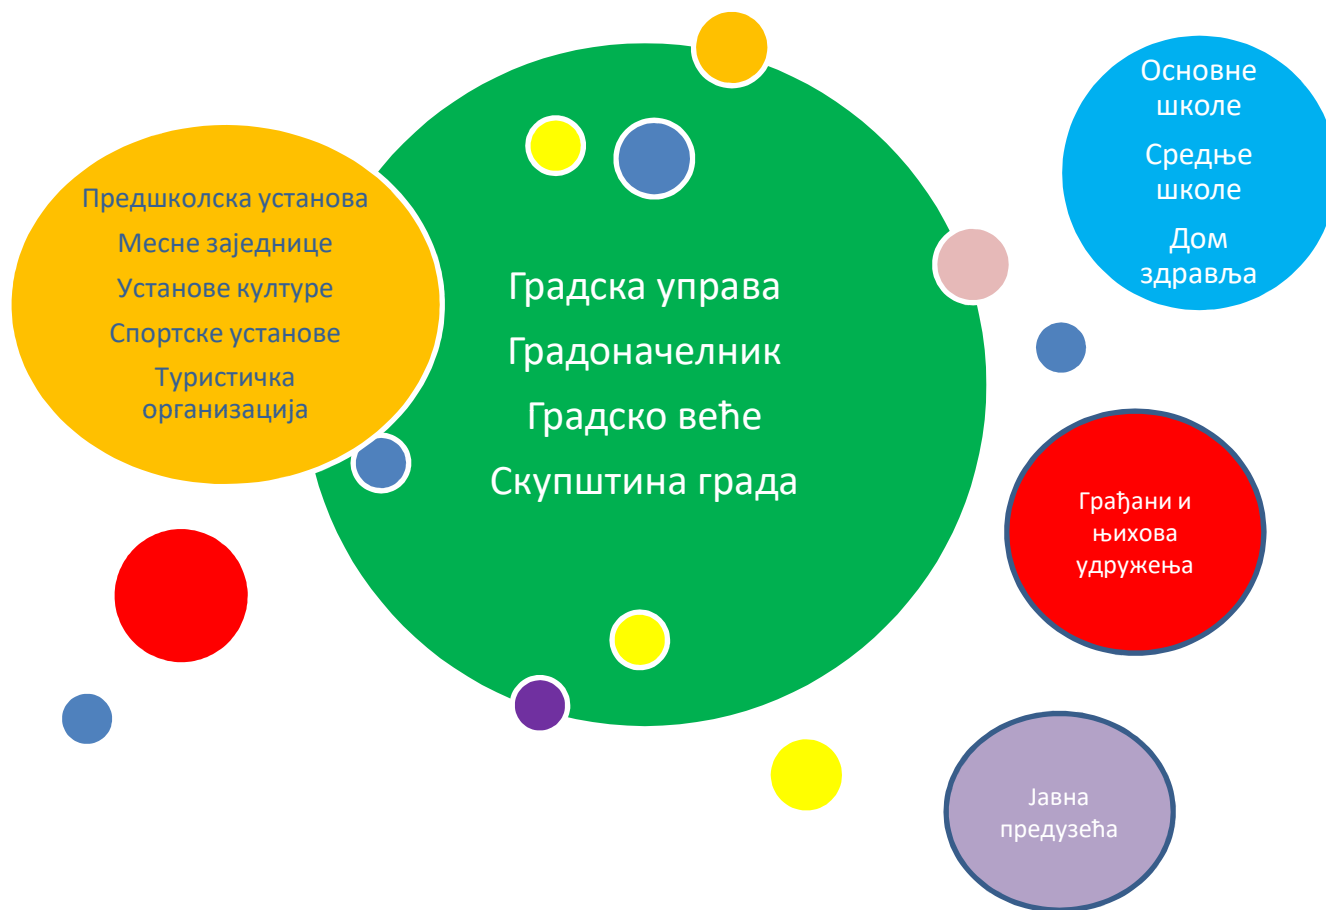 Предшколска установа
Месне заједнице
Установе културе
Спортске установе
Туристичка
организација
Градска управа
Градоначелник
Градско веће
Скупштина града
Основне
школе
Средње
школе
Дом
здравља
Грађани и
њихова
удружења
Јавна
предузећа